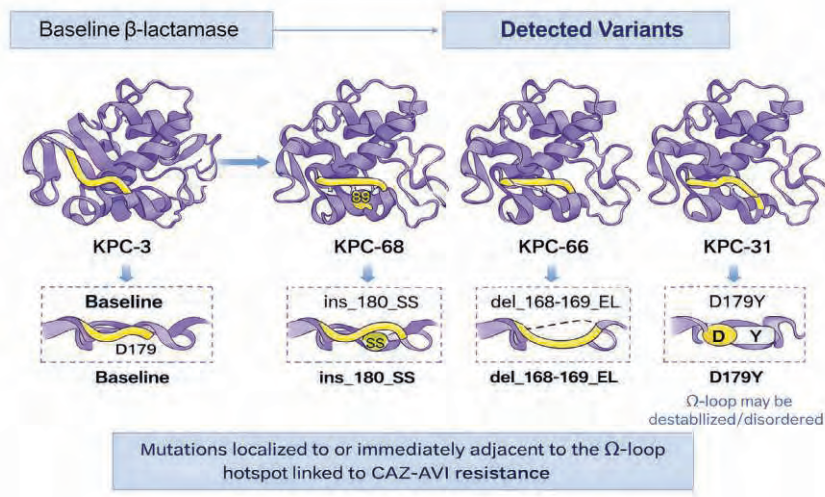 Baseline β-lactamase
Detected Variants
89
KPC-3
KPC-68
KPC-66
KPC-31
Baseline
ins_180_SS
del_168-169_EL
D179Y
D179
SS
D
Y
Baseline
ins_180_SS
del_168-169_EL
D179Y
Ω-loop may be
destabllized/disordered
Mutations localized to or immediately adjacent to the Ω-loop
hotspot linked to CAZ-AVI resistance